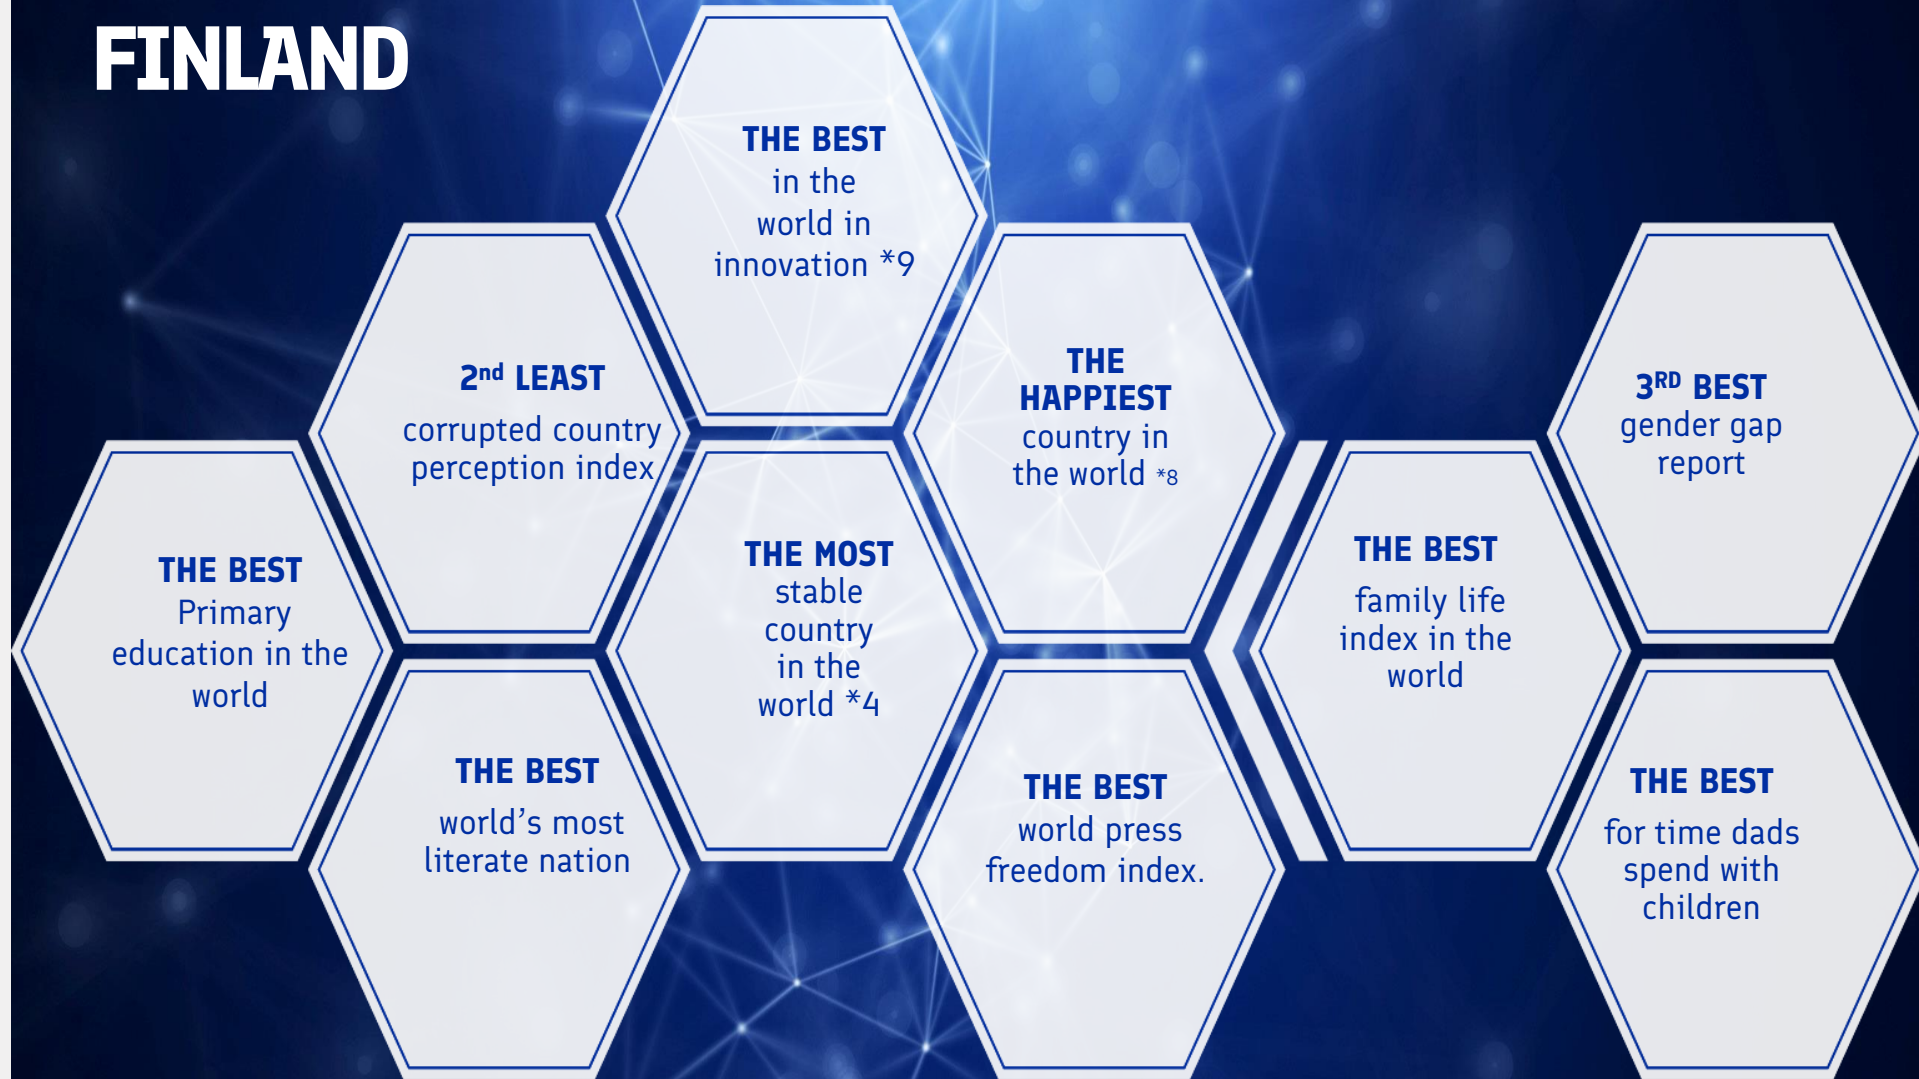 FINLAND
THE BEST
in the
world in
innovation *9
2nd LEAST
corrupted country
perception index
THE
HAPPIEST
country in
the world *8
3RD BEST
gender gap
report
THE BEST
Primary
education in the
world
THE MOST
stable
country
in the
world *4
THE BEST
family life
index in the
world
THE BEST
world’s most
literate nation
THE BEST
world press
freedom index.
THE BEST
for time dads
spend with
children